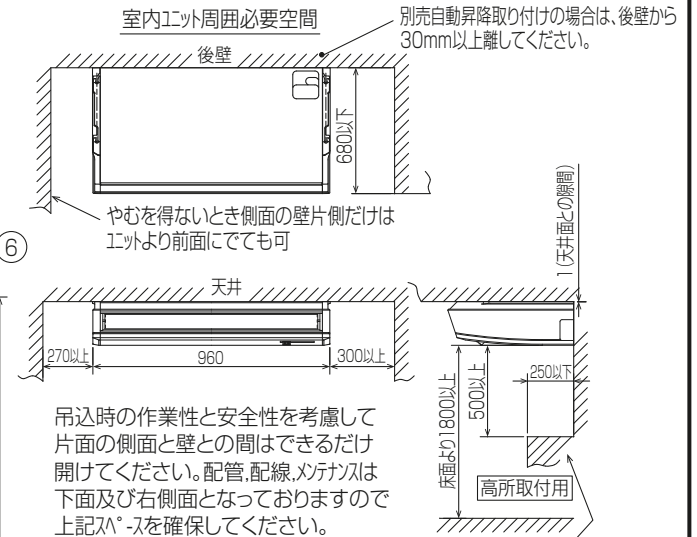 室内ユニット周囲必要空間
別売自動昇降取り付けの場合は、後壁から
30mm以上離してください。
後壁
680以下
やむを得ないとき側面の壁片側だけは
ユニットより前面にでても可
6
1(天井面との隙間)
天井
270以上
960
300以上
床面より1800以上
500以上
250以下
高所取付用
吊込時の作業性と安全性を考慮して
片面の側面と壁との間はできるだけ
開けてください。配管,配線,メンテナンスは
下面及び右側面となっておりますので
上記スペースを確保してください。